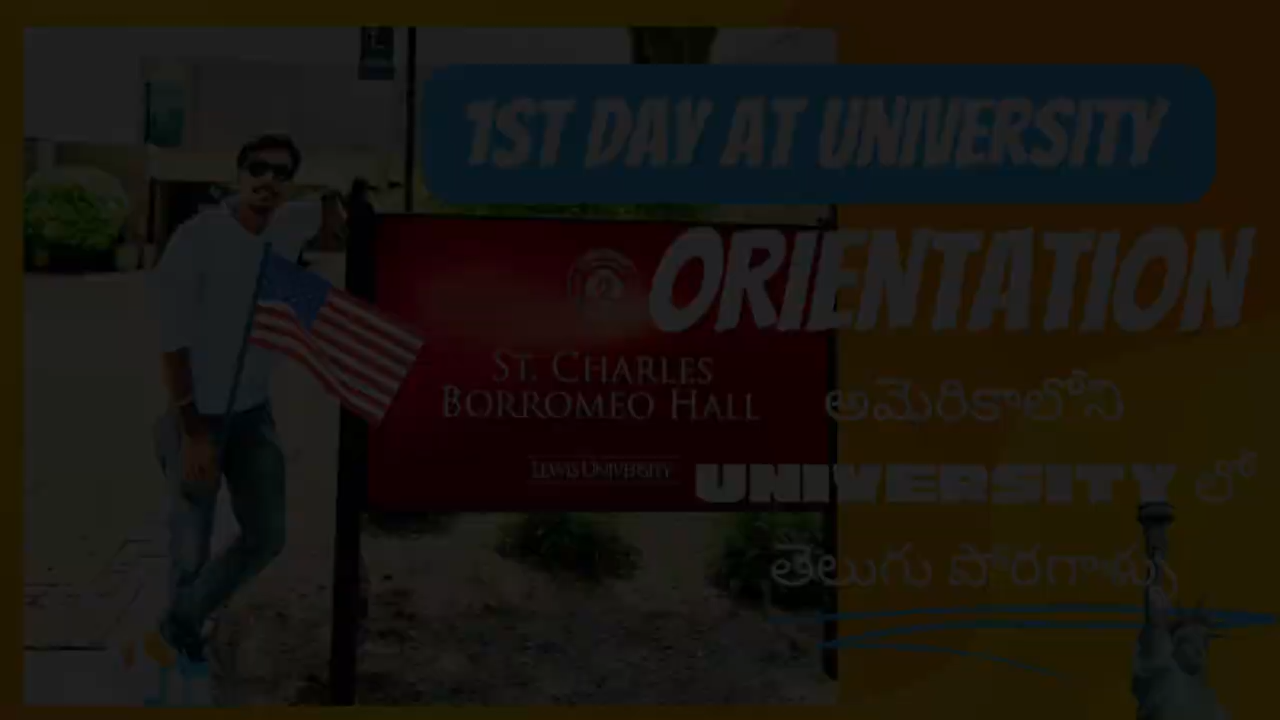 1ST DAY AT UNIVERSITY
ORIENTATION
ST. CHARLES
BORROMEO HALL
LEWIS UNIVERSITY
అమెరికాలోని
UNIVERSITY లో
తెలుగు పోరగాళ్ళు